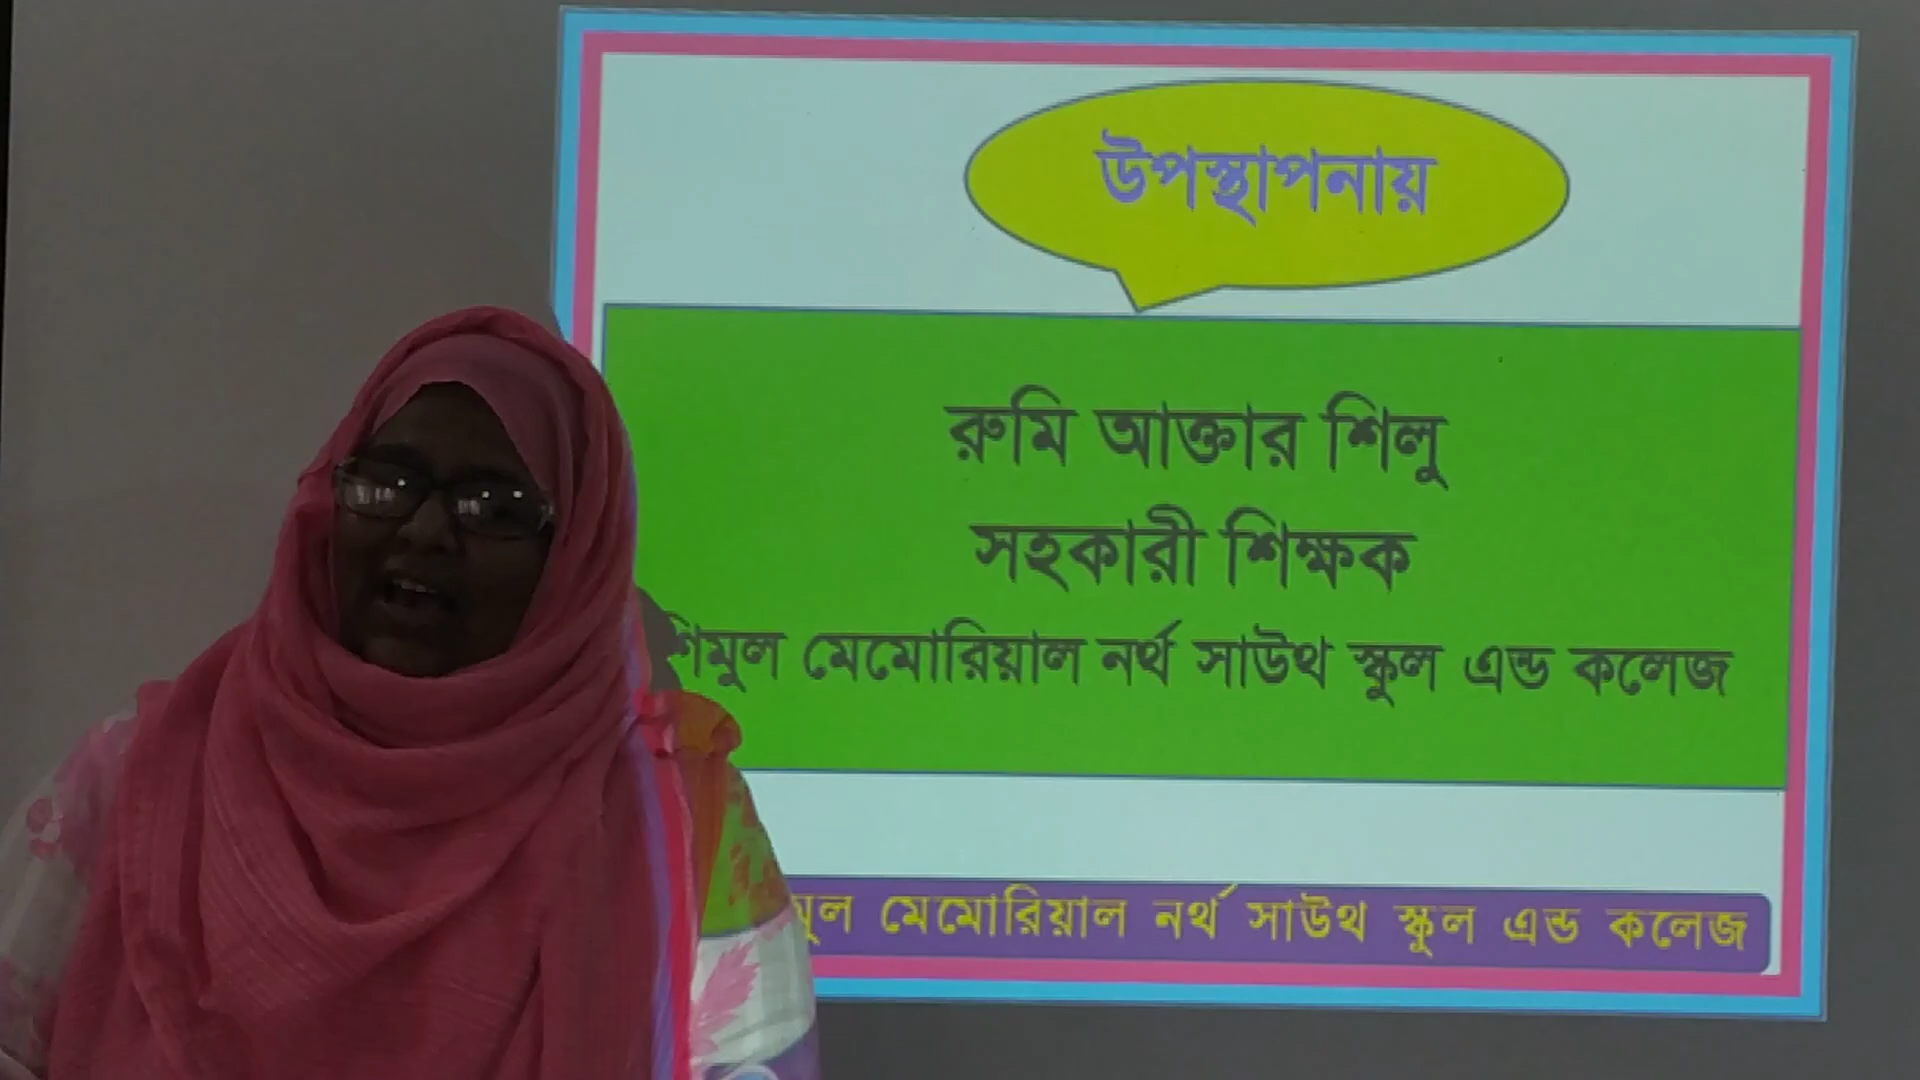 উপস্থাপনায়
রুমি আক্তার শিলু
সহকারী শিক্ষক
মেমোরিয়াল নর্থ সাউথ স্কুল এন্ড কলেজ
মেমোরিয়াল নর্থ সাউথ স্কুল এন্ড কলেজ